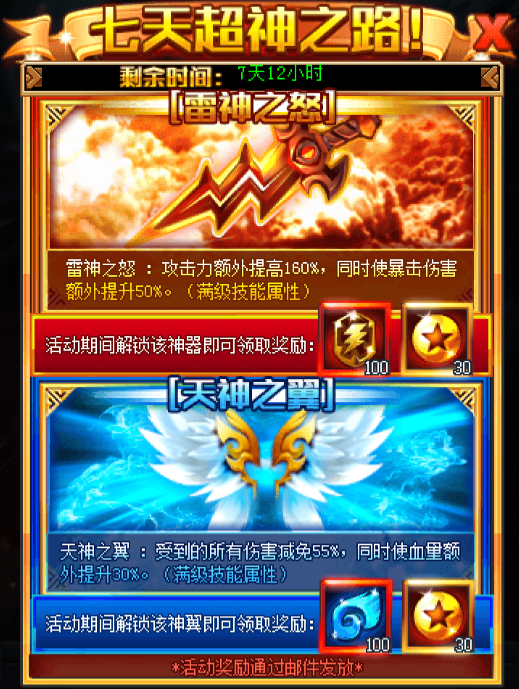 七天超神之路!
剩余时间：7天12小时
[雷神之怒]
雷神之怒 ：攻击力额外提高160%，同时使暴击伤害
额外提升50%。（满级技能属性）
活动期间解锁该神器即可领取奖励：
100
30
[天神之翼]
天神之翼 ：受到的所有伤害减免55%，同时使血量额
外提升30%。（满级技能属性）
活动期间解锁该神翼即可领取奖励：
100
30
*活动奖励通过邮件发放*